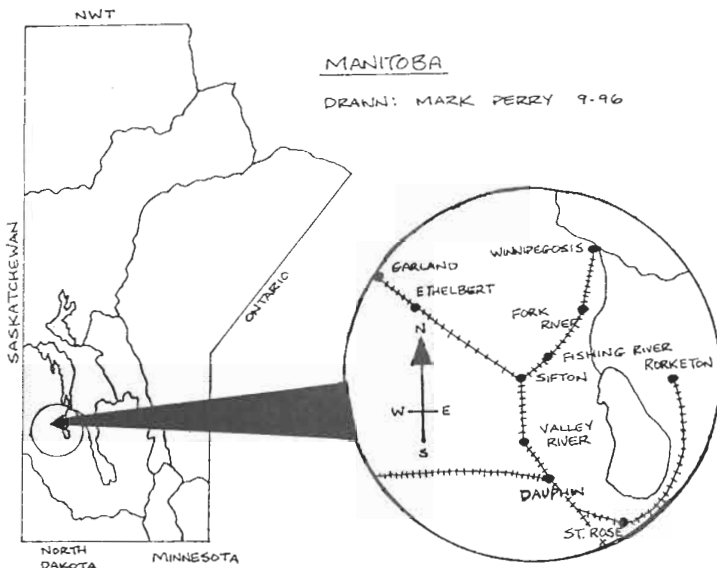 NWT
MANITOBA
DRAWN: MARK PERRY 9-96
SASKATCHEWAN
ONTARIO
NORTH
DAKOTA
MINNESOTA
WINNIPEGOSIS
GARLAND
ETHELBERT
N
FORK
RIVER
FISHING RIVER
RORKETON
SIFTON
W
E
S
VALLEY
RIVER
DAUPHIN
ST. ROSE